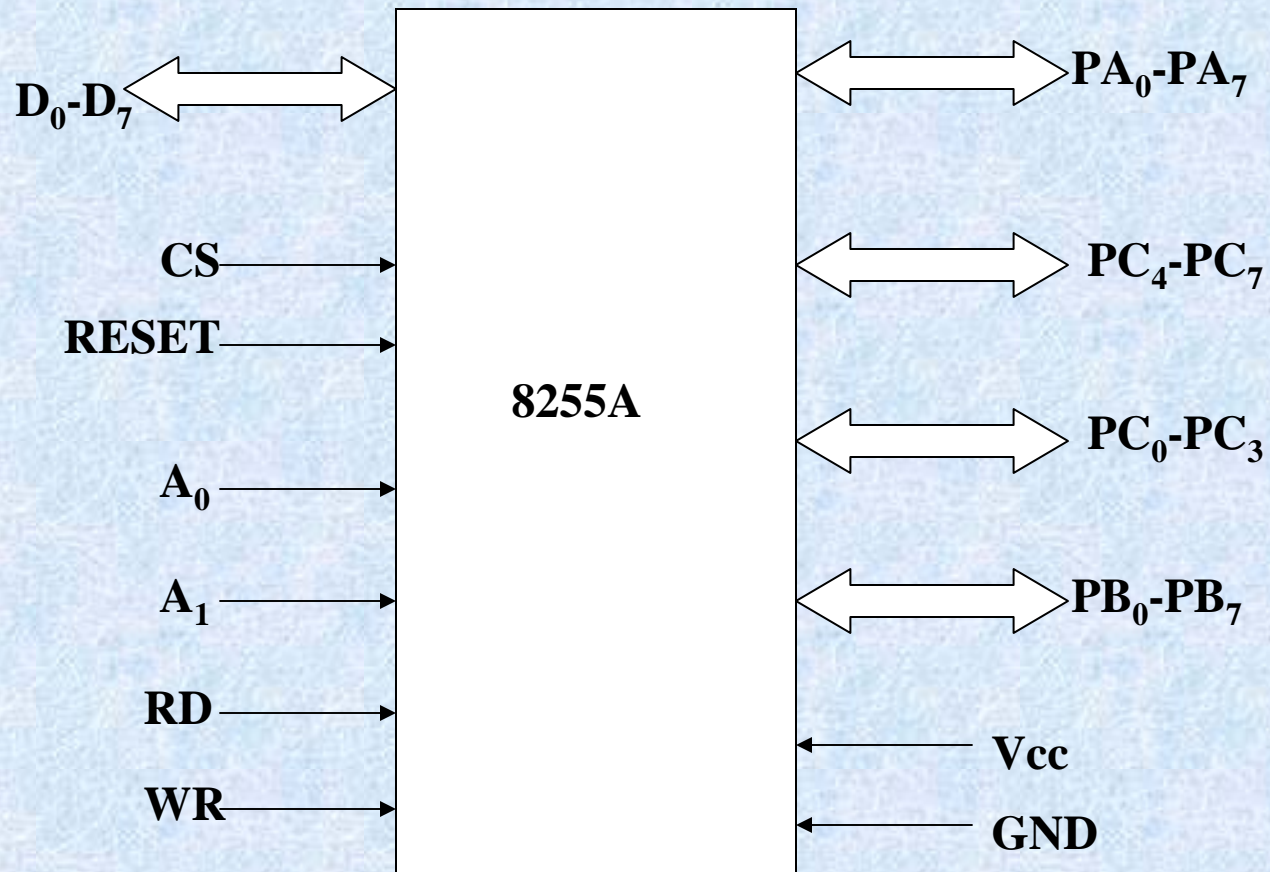 D₀-D₇
CS
RESET
A₀
A₁
RD
WR
8255A
PA₀-PA₇
PC₄-PC₇
PC₀-PC₃
PB₀-PB₇
Vcc
GND